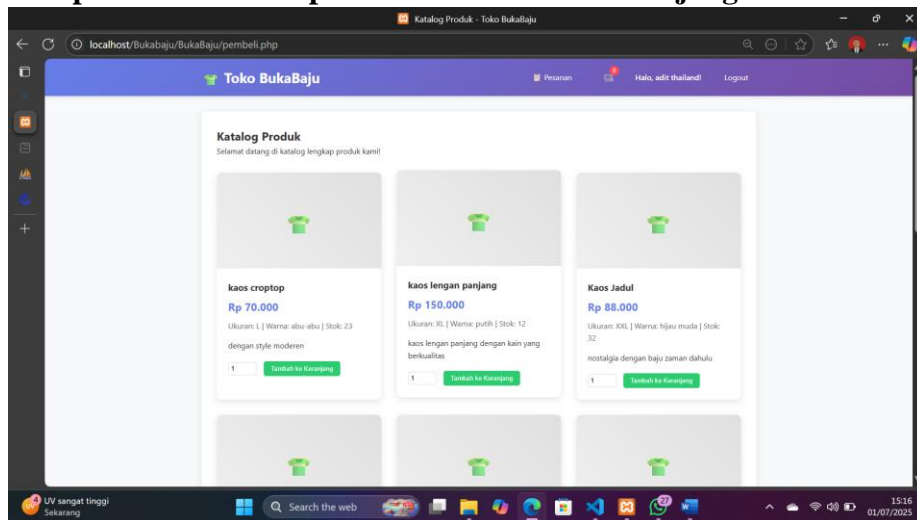 Katalog Produk - Toko BukaBaju
localhost/Bukabaju/BukaBaju/pembeli.php
Toko BukaBaju
Pesanan
Halo, adit thailand!
Logout
Katalog Produk
Selamat datang di katalog lengkap produk kami!
kaos croptop
Rp 70.000
Ukuran: L | Warna: abu-abu | Stok: 23
dengan style moderen
1
Tambah ke Keranjang
kaos lengan panjang
Rp 150.000
Ukuran: XL | Warna: putih | Stok: 12
kaos lengan panjang dengan kain yang
berkualitas
1
Tambah ke Keranjang
Kaos Jadul
Rp 88.000
Ukuran: XXL | Warna: hijau muda | Stok:
32
nostalgia dengan baju zaman dahulu
1
Tambah ke Keranjang
4
UV sangat tinggi
Sekarang
Search the web
15:16
01/07/2025